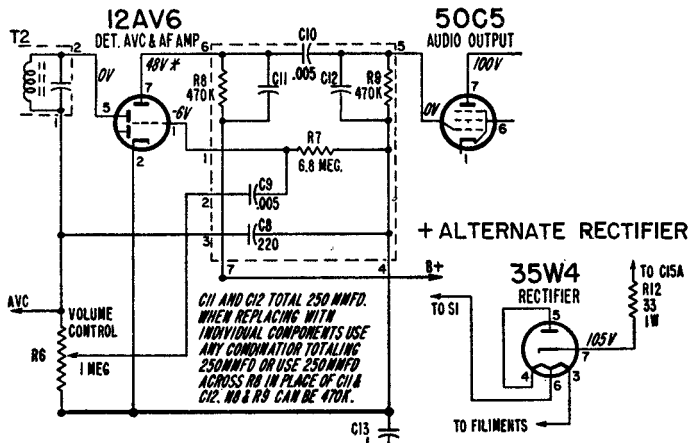 12AV6
DET. AVC & AF AMP
50C5
AUDIO OUTPUT
T2
2
0V
5
7
1
2
48V *
-6V
6
R8
470K
C11
C10
.005
C12
R9
470K
5
0V
100V
7
6
1
R7
6.8 MEG.
1
2
3
C9
.005
C8
220
7
4
B+
AVC
VOLUME
CONTROL
R6
1 MEG
C11 AND C12 TOTAL 250 MMFD.
WHEN REPLACING WITH
INDIVIDUAL COMPONENTS USE
ANY COMBINATIOR TOTALING
250MMFD OR USE 250MMFD
ACROSS R8 IN PLACE OF C11 &
C12. N8 & R9 CAN BE 470K.
C13
+ ALTERNATE RECTIFIER
35W4
RECTIFIER
TO S1
TO C15A
R12
33
1W
105V
5
7
4
6
3
TO FILIMENTS